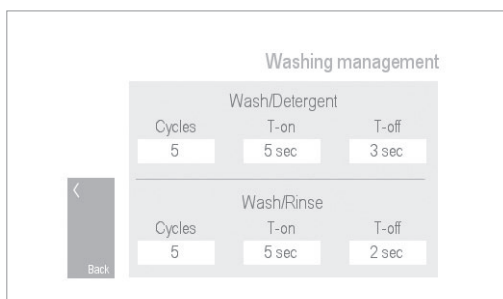 Washing management
Wash/Detergent
Cycles T-on T-off
5 5 sec 3 sec
Wash/Rinse
Cycles T-on T-off
5 5 sec 2 sec
Back